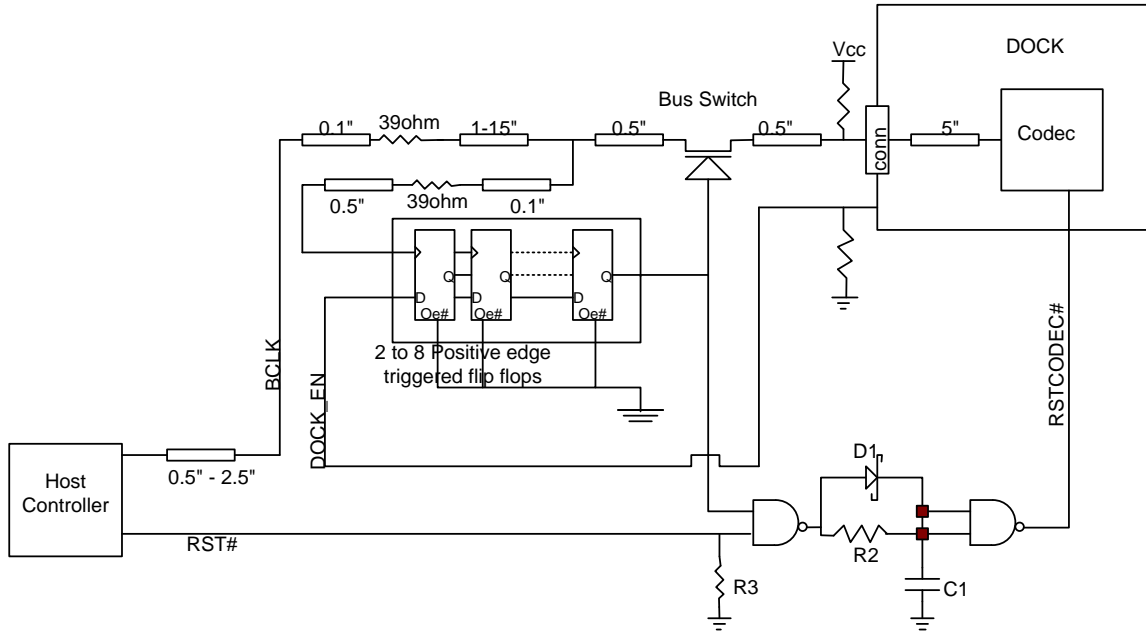 Vcc
DOCK
Bus Switch
0.1"
39ohm
1-15"
0.5"
0.5"
conn
5"
Codec
0.5"
39ohm
0.1"
Q
Q
Q
D
D
D
Oe#
Oe#
Oe#
2 to 8 Positive edge
triggered flip flops
BCLK
DOCK_EN
RSTCODEC#
Host
Controller
0.5" - 2.5"
RST#
D1
R2
R3
C1